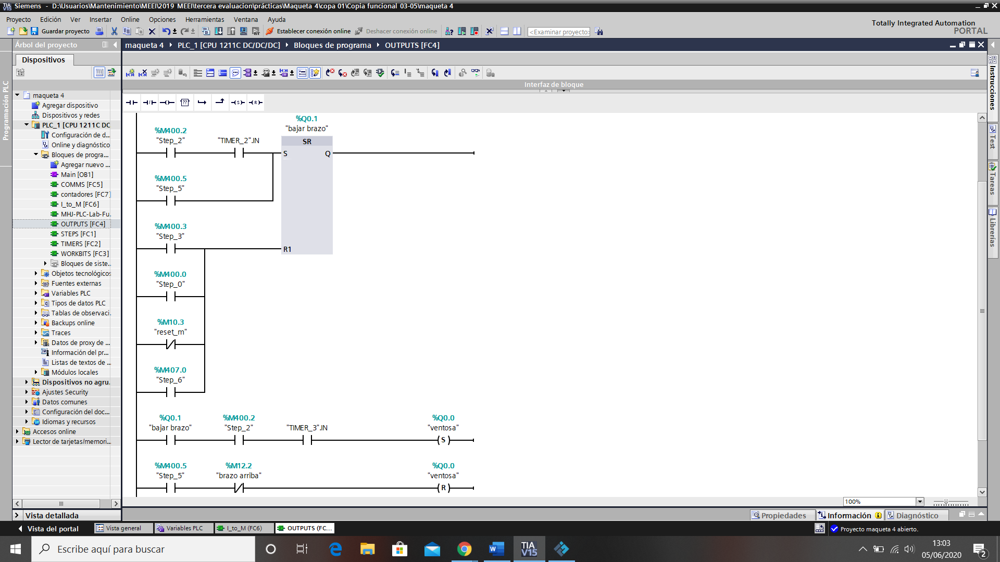 Siemens - D:\Usuarios\Mantenimiento\MEEI\2019 MEEI\tercera evaluacion\prácticas\Maqueta 4\copa 01\Copia funcional 03-05\maqueta 4
Proyecto Edición Ver Insertar Online Opciones Herramientas Ventana Ayuda
Totally Integrated Automation
PORTAL
Guardar proyecto
Establecer conexión online
Deshacer conexión online
<Examinar proyecto>
Árbol del proyecto
maqueta 4 PLC_1 [CPU 1211C DC/DC/DC] Bloques de programa OUTPUTS [FC4]
Dispositivos
Interfaz de bloque
Programación PLC
maqueta 4
Agregar dispositivo
Dispositivos y redes
PLC_1 [CPU 1211C DC
Configuración de d...
Online y diagnóstico
Bloques de progra...
Agregar nuevo ...
Main [OB1]
COMMS [FC5]
contadores [FC7]
I_to_M [FC6]
MHJ-PLC-Lab-Fu.
OUTPUTS [FC4]
STEPS [FC1]
TIMERS [FC2]
WORKBITS [FC3]
Bloques de siste..
Objetos tecnológicos
Fuentes externas
Variables PLC
Tipos de datos PLC
Tablas de observaci.
Backups online
Traces
Datos de proxy de ...
Información del pr...
Listas de textos de ..
Módulos locales
Dispositivos no agru.
Ajustes Security
Datos comunes
Configuración del doc...
Idiomas y recursos
Accesos online
Lector de tarjetas/memori...
Vista detallada
%Q0.1
"bajar brazo"
%M400.2
"Step_2" "TIMER_2".IN
SR
S Q
%M400.5
"Step_5"
%M400.3
"Step_3"
R1
%M400.0
"Step_0"
%M10.3
"reset_m"
%M407.0
"Step_6"
%Q0.1 %M400.2 %Q0.0
"bajar brazo" "Step_2" "TIMER_3".IN "ventosa"
S
%M400.5 %M12.2 %Q0.0
"Step_5" "brazo arriba" "ventosa"
R
100%
Instrucciones
Test
Tareas
Librerías
Propiedades Información Diagnóstico
Vista del portal Vista general Variables PLC I_to_M (FC6) OUTPUTS (FC...
Proyecto maqueta 4 abierto.
Escribe aquí para buscar
TIA V15
13:03
05/06/2020
2